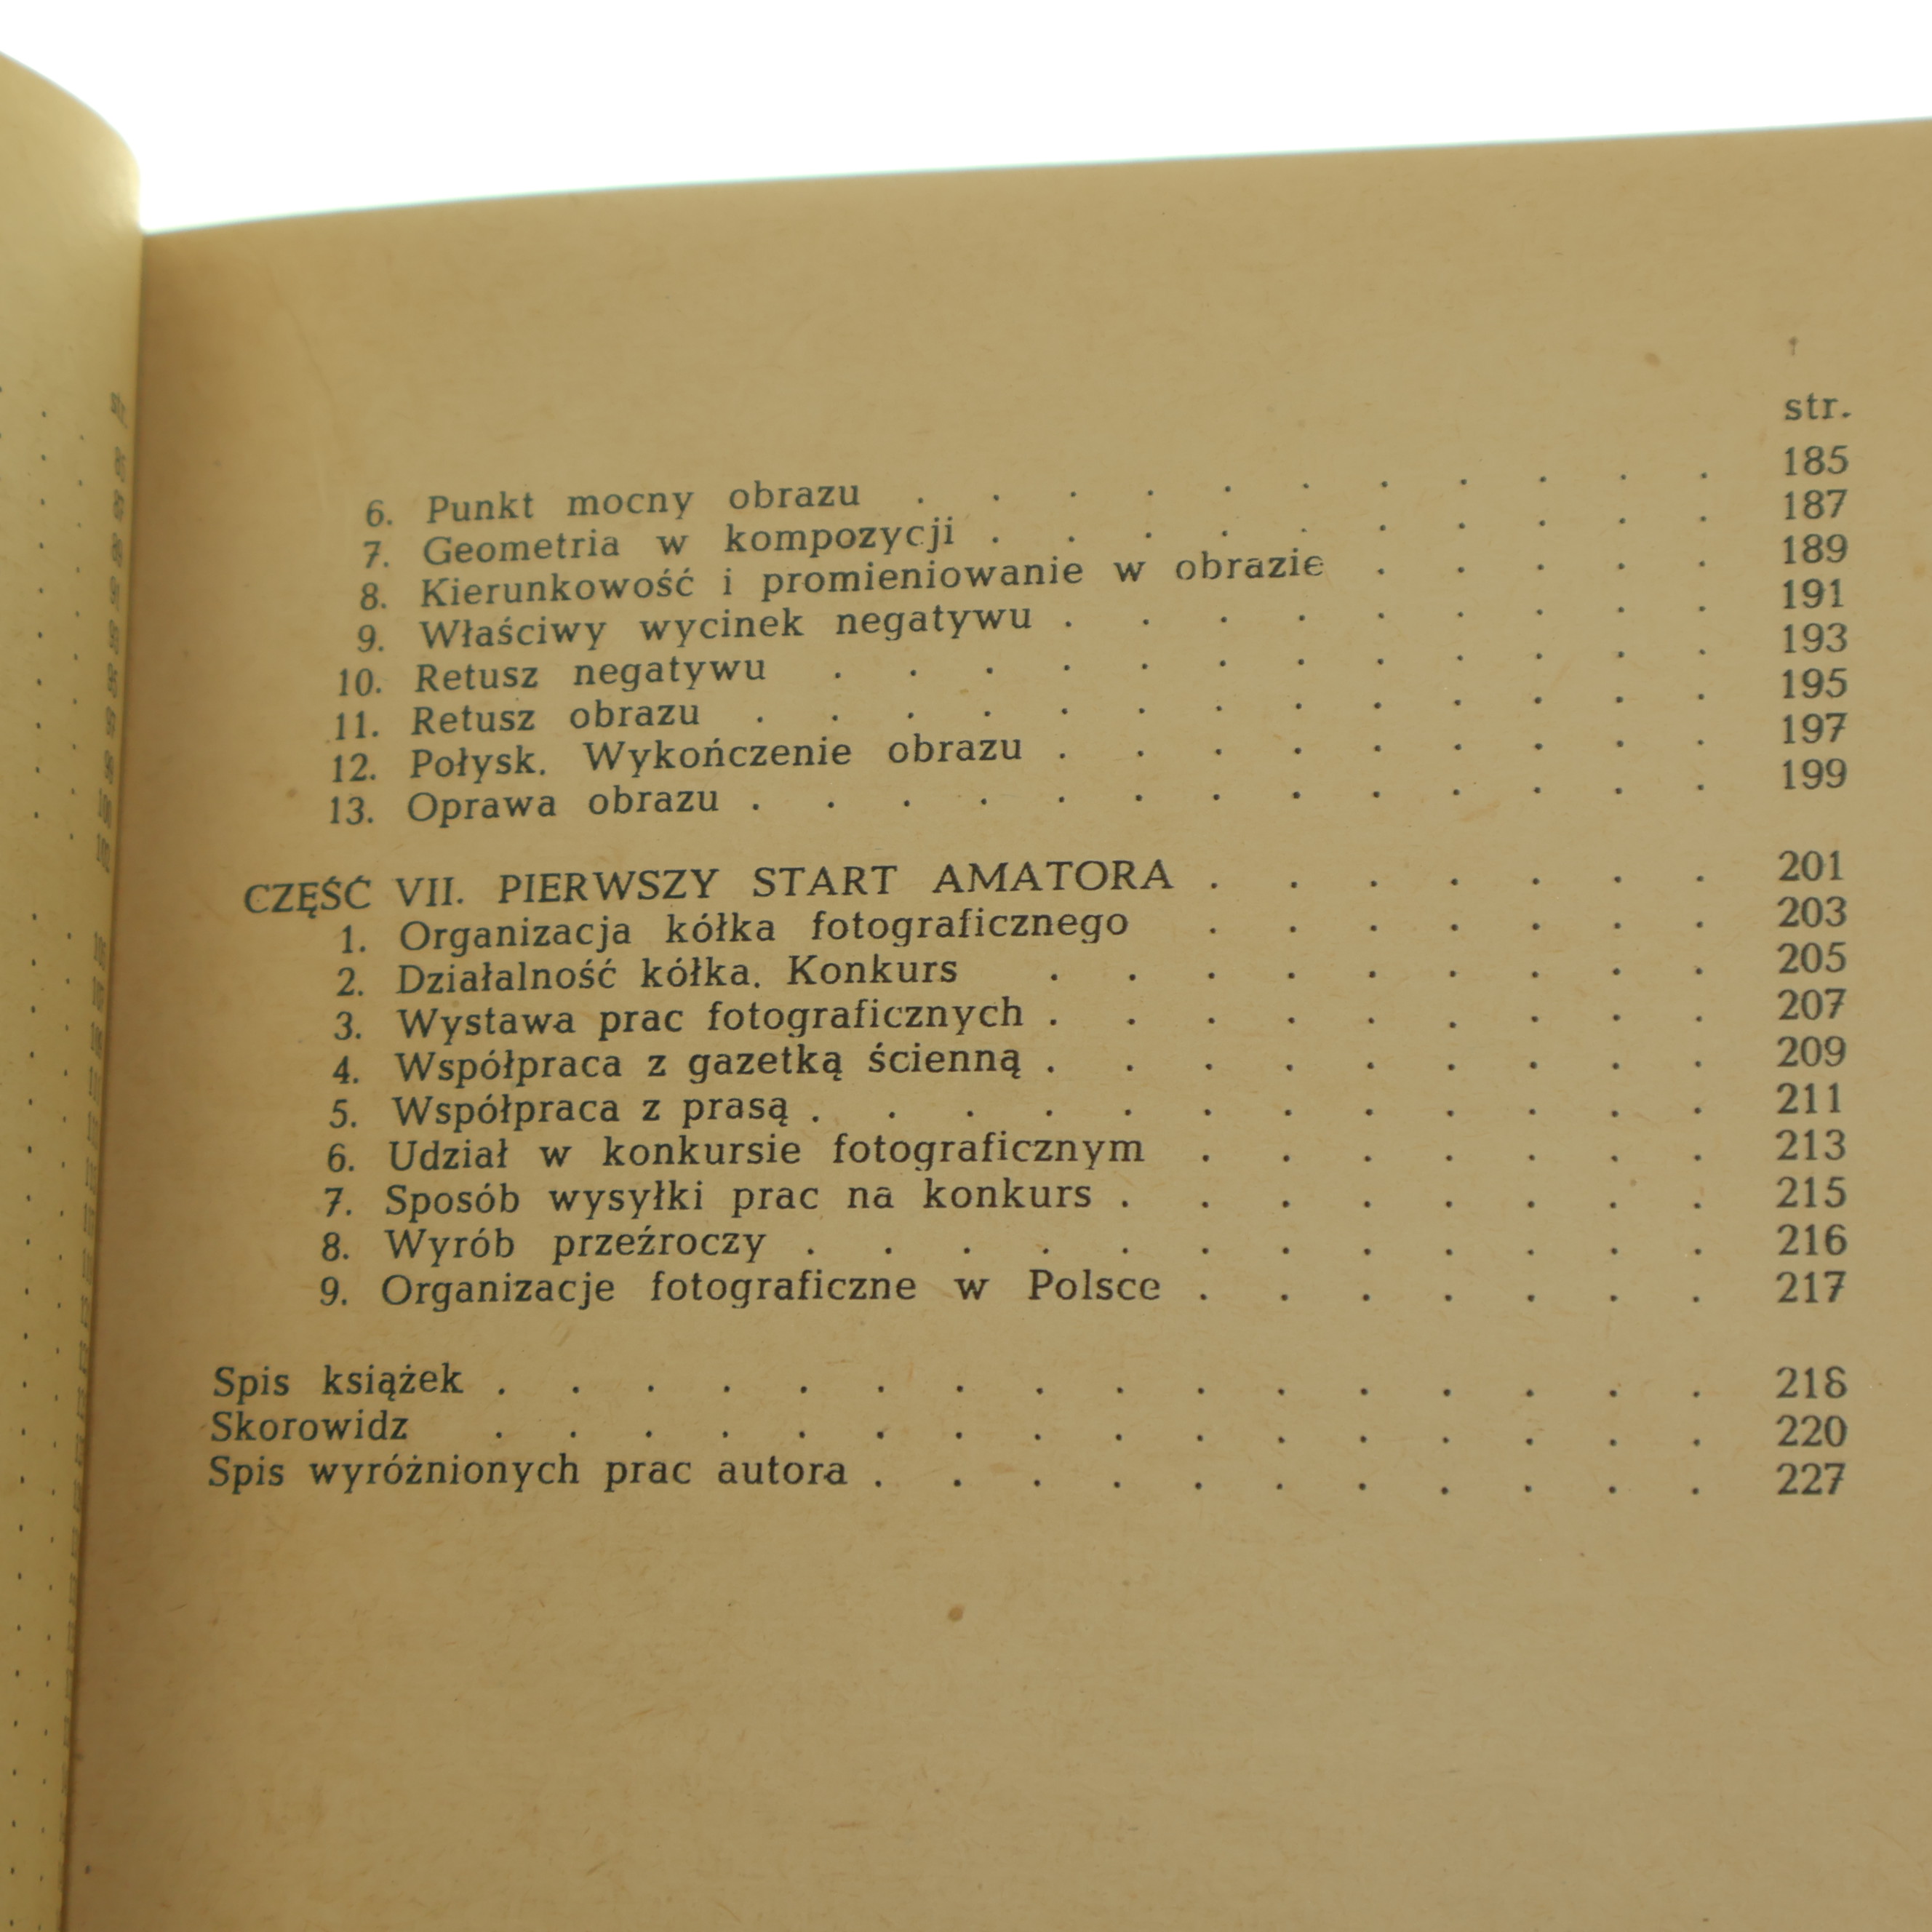 str.
6. Punkt mocny obrazu . . . . . . . . . . . 185
7. Geometria w kompozycji . . . . . . . . . . 187
8. Kierunkowość i promieniowanie w obrazie . . . . . 189
9. Właściwy wycinek negatywu . . . . . . . . . 191
10. Retusz negatywu . . . . . . . . . . . . 193
11. Retusz obrazu . . . . . . . . . . . . . 195
12. Połysk. Wykończenie obrazu . . . . . . . . . 197
13. Oprawa obrazu . . . . . . . . . . . . . 199
CZĘŚĆ VII. PIERWSZY START AMATORA . . . . . . . 201
1. Organizacja kółka fotograficznego . . . . . . . 203
2. Działalność kółka. Konkurs . . . . . . . . . 205
3. Wystawa prac fotograficznych . . . . . . . . . 207
4. Współpraca z gazetką ścienną . . . . . . . . . 209
5. Współpraca z prasą . . . . . . . . . . . . 211
6. Udział w konkursie fotograficznym . . . . . . . 213
7. Sposób wysyłki prac na konkurs . . . . . . . . 215
8. Wyrób przeźroczy . . . . . . . . . . . . 216
9. Organizacje fotograficzne w Polsce . . . . . . . 217
Spis książek . . . . . . . . . . . . . . . . 218
Skorowidz . . . . . . . . . . . . . . . . 220
Spis wyróżnionych prac autora . . . . . . . . . . . 227